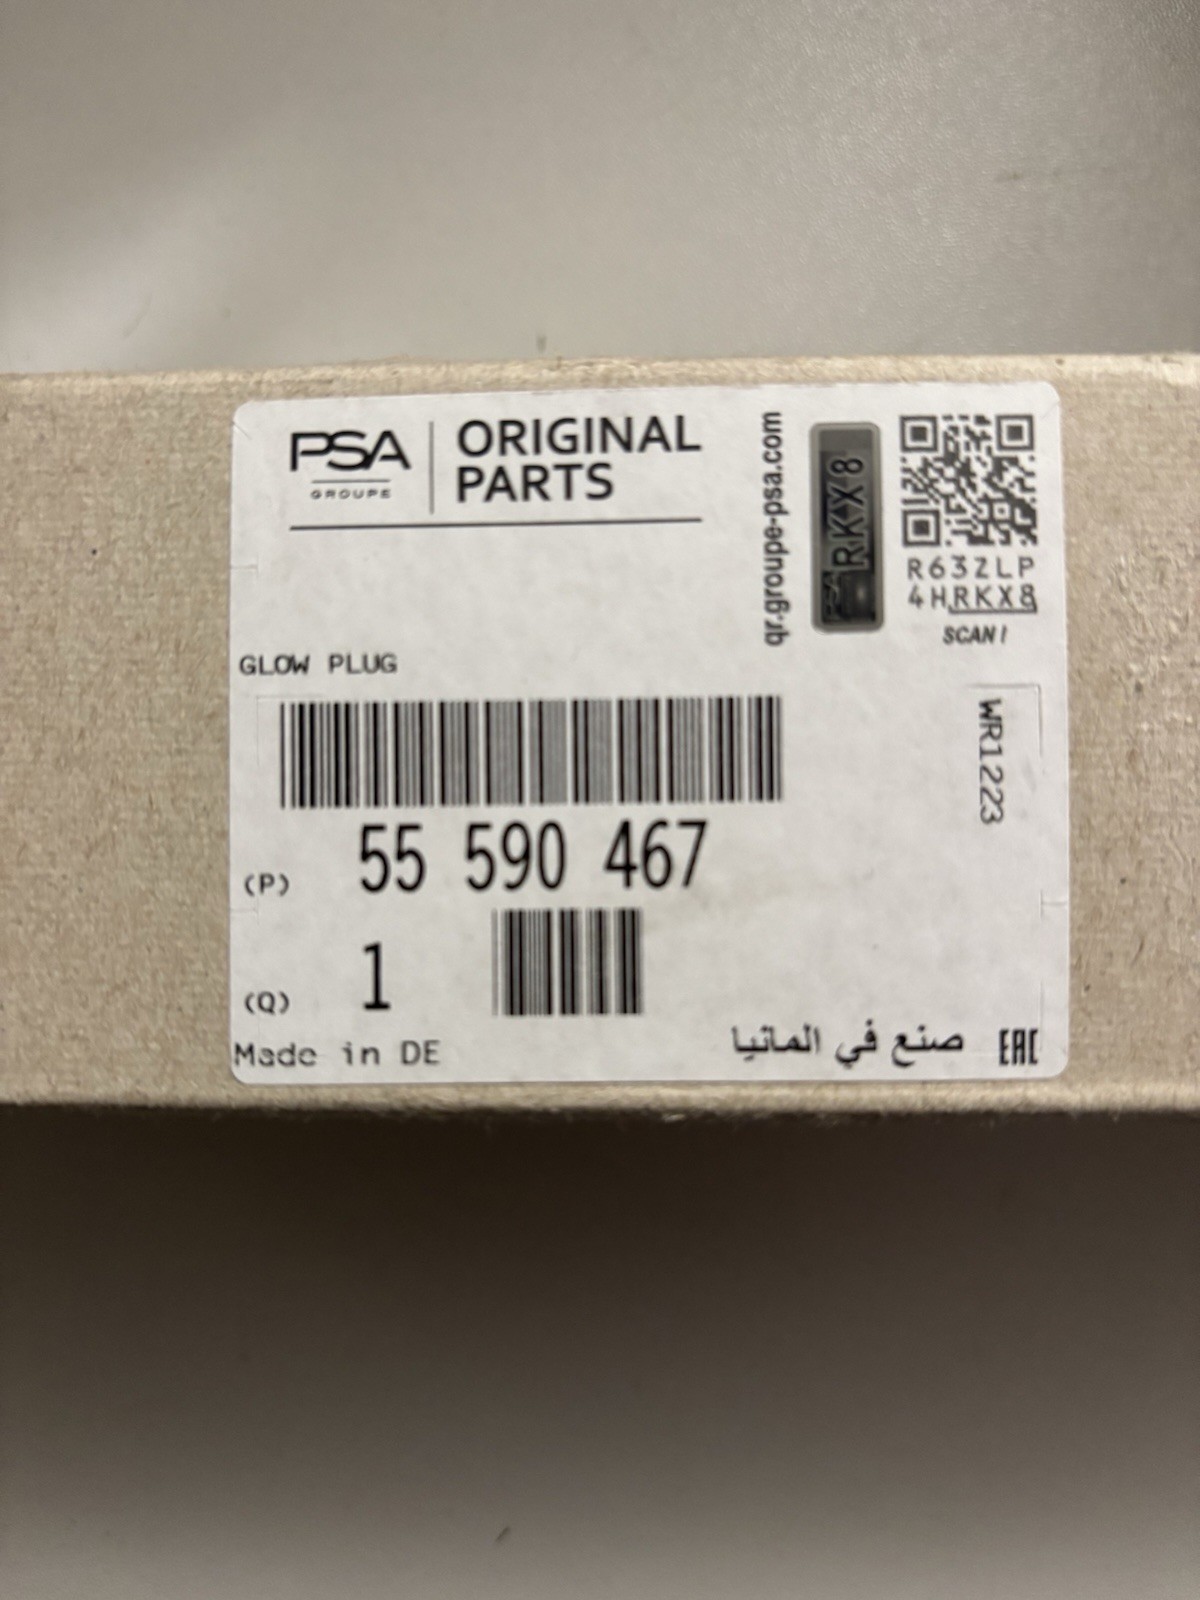 PSA
GROUPE
ORIGINAL
PARTS
qr.groupe-psa.com
RKX8
R63ZLP
4HRKX8
SCAN!
GLOW PLUG
WR1223
(P) 55 590 467
(Q) 1
Made in DE
صنع في المانيا
EAC